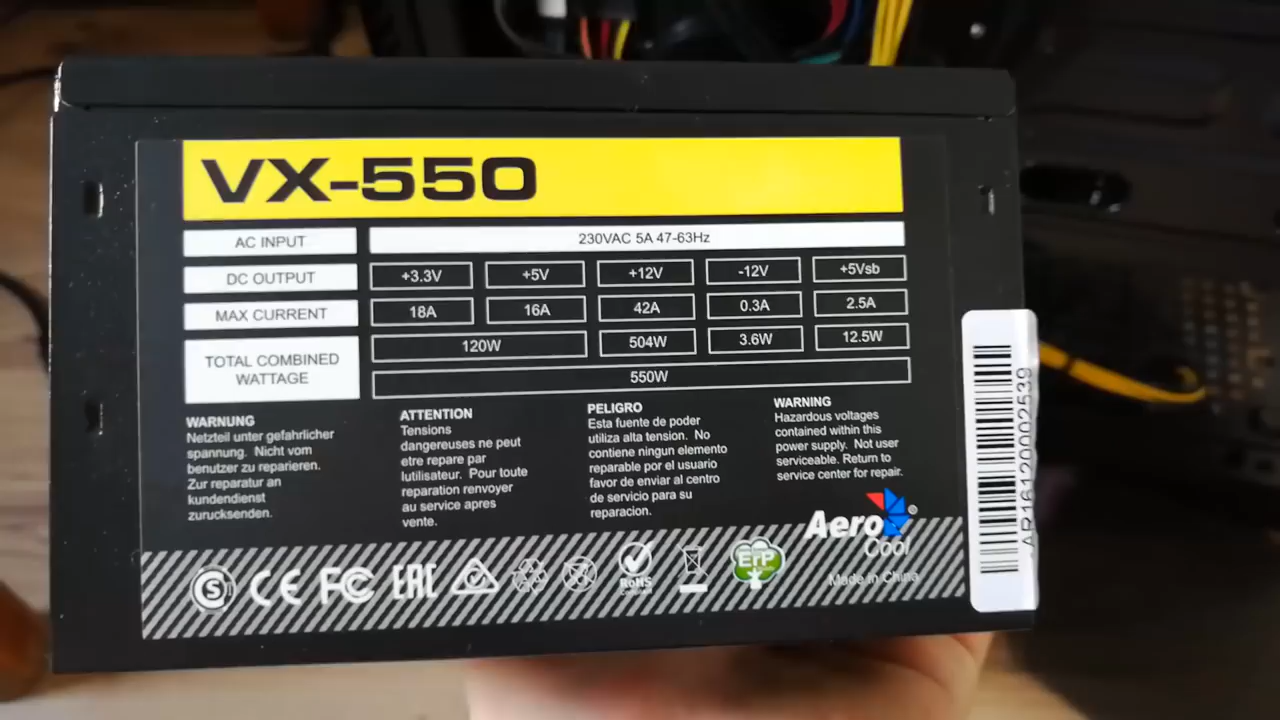 VX-550
AC INPUT 230VAC 5A 47-63Hz
DC OUTPUT +3.3V +5V +12V -12V +5Vsb
MAX CURRENT 18A 16A 42A 0.3A 2.5A
TOTAL COMBINED WATTAGE 120W 504W 3.6W 12.5W
550W
WARNUNG
Netzteil unter gefahrlicher
spannung. Nicht vom
benutzer zu reparieren.
Zur reparatur an
kundendienst
zurucksenden.
ATTENTION
Tensions
dangereuses ne peut
etre repare par
lutilisateur. Pour toute
reparation renvoyer
au service apres
vente.
PELIGRO
Esta fuente de poder
utiliza alta tension. No
contiene ningun elemento
reparable por el usuario
favor de enviar al centro
de servicio para su
reparacion.
WARNING
Hazardous voltages
contained within this
power supply. Not user
serviceable. Return to
service center for repair.
Aero
Cool ®
Made in China
S CE FC EAC RoHS ErP
AR16120002539